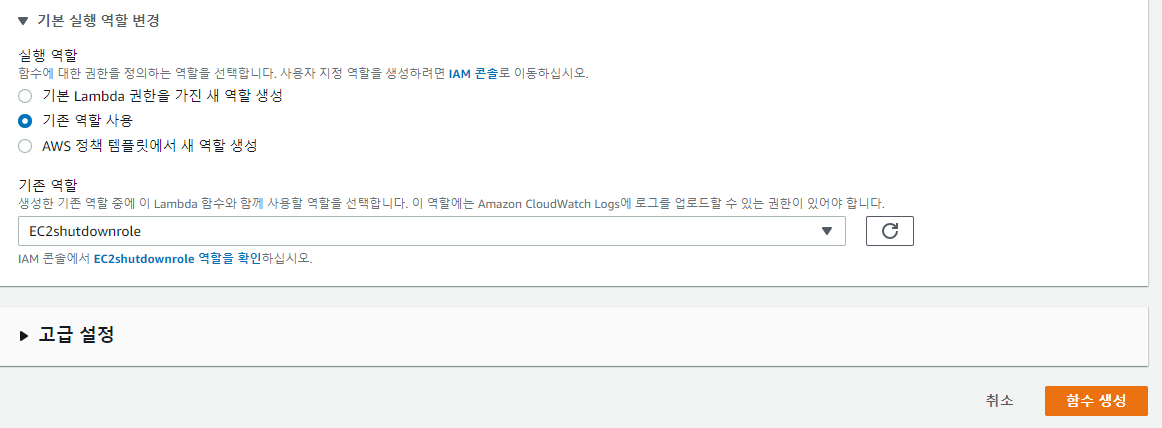 기본 실행 역할 변경
실행 역할
함수에 대한 권한을 정의하는 역할을 선택합니다. 사용자 지정 역할을 생성하려면 IAM 콘솔로 이동하십시오.
기본 Lambda 권한을 가진 새 역할 생성
기존 역할 사용
AWS 정책 템플릿에서 새 역할 생성
기존 역할
생성한 기존 역할 중에 이 Lambda 함수와 함께 사용할 역할을 선택합니다. 이 역할에는 Amazon CloudWatch Logs에 로그를 업로드할 수 있는 권한이 있어야 합니다.
EC2shutdownrole
IAM 콘솔에서 EC2shutdownrole 역할을 확인하십시오.
고급 설정
취소 함수 생성